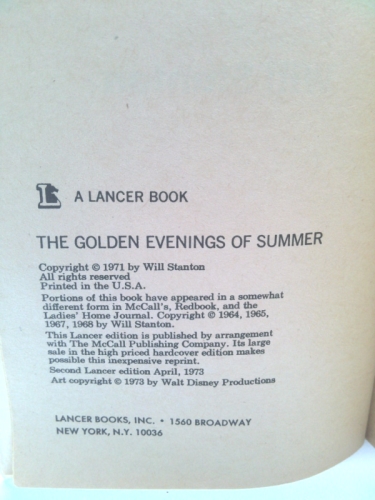 L
A LANCER BOOK
THE GOLDEN EVENINGS OF SUMMER
Copyright © 1971 by Will Stanton
All rights reserved
Printed in the U.S.A.
Portions of this book have appeared in a somewhat
different form in McCall's, Redbook, and the
Ladies' Home Journal. Copyright © 1964, 1965,
1967, 1968 by Will Stanton.
This Lancer edition is published by arrangement
with The McCall Publishing Company. Its large
sale in the high priced hardcover edition makes
possible this inexpensive reprint.
Second Lancer edition April, 1973
Art copyright © 1973 by Walt Disney Productions
LANCER BOOKS, INC. • 1560 BROADWAY
NEW YORK, N.Y. 10036